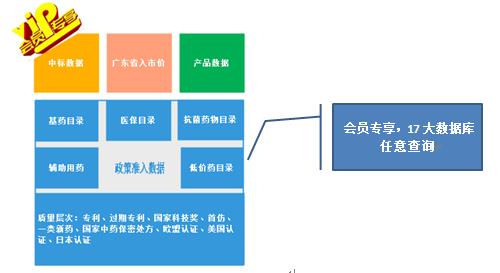 VIP
会员专享
中标数据
广东省入市价
产品数据
基药目录
医保目录
抗菌药物目录
会员专享，17大数据库
任意查询
辅助用药
政策准入数据
低价药目录
质量层次：专利、过期专利、国家科技奖、首仿、
一类新药、国家中药保密处方、欧盟认证、美国认
证、日本认证